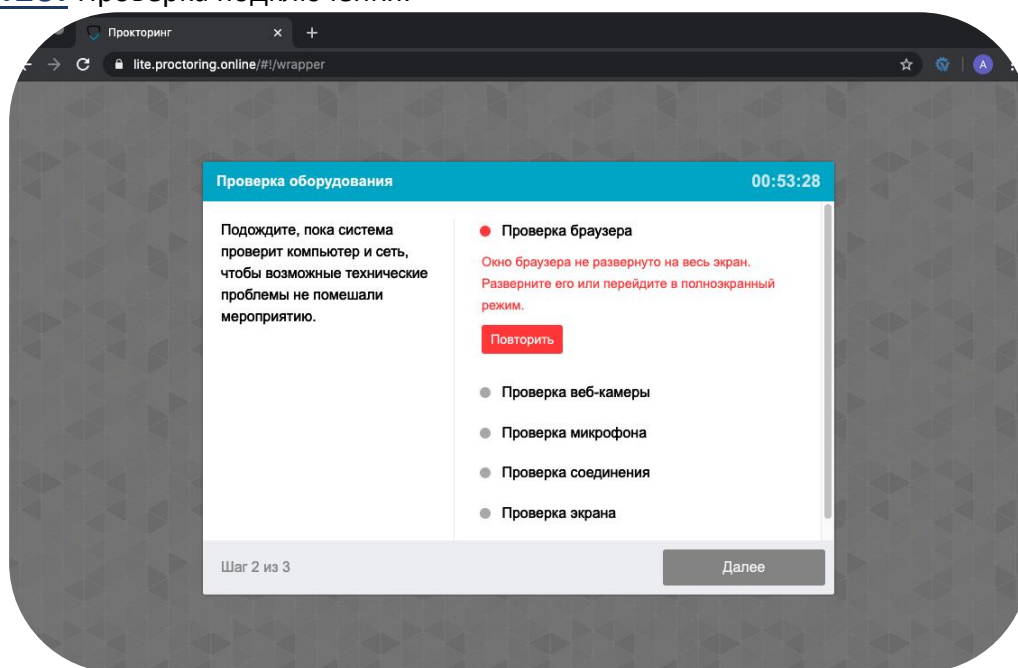 Проверка подключения.
Прокторинг
lite.proctoring.online/#!/wrapper
A
Проверка оборудования 00:53:28
Подождите, пока система
проверит компьютер и сеть,
чтобы возможные технические
проблемы не помешали
мероприятию.
Проверка браузера
Окно браузера не развернуто на весь экран.
Разверните его или перейдите в полноэкранный
режим.
Повторить
Проверка веб-камеры
Проверка микрофона
Проверка соединения
Проверка экрана
Шаг 2 из 3
Далее